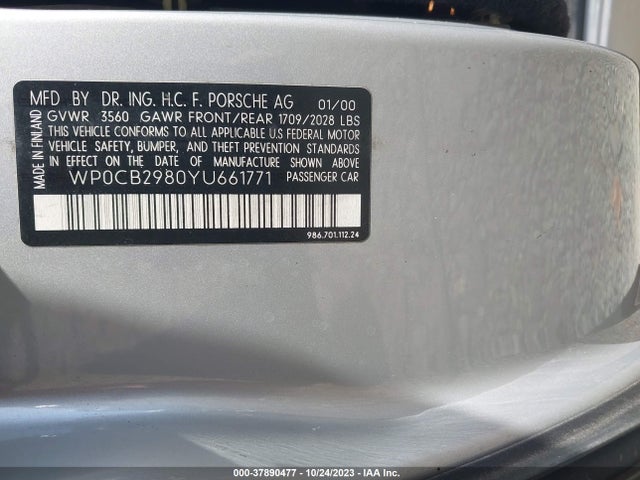 MADE IN FINLAND
MFD BY DR. ING. H.C. F. PORSCHE AG 01/00
GVWR 3560 GAWR FRONT/REAR 1709/2028 LBS
THIS VEHICLE CONFORMS TO ALL APPLICABLE U.S FEDERAL MOTOR
VEHICLE SAFETY, BUMPER, AND THEFT PREVENTION STANDARDS
IN EFFECT ON THE DATE OF MANUFACTURE SHOWN ABOVE
WP0CB2980YU661771 PASSENGER CAR
986.701.112.24
000-37890477 - 10/24/2023 - IAA Inc.